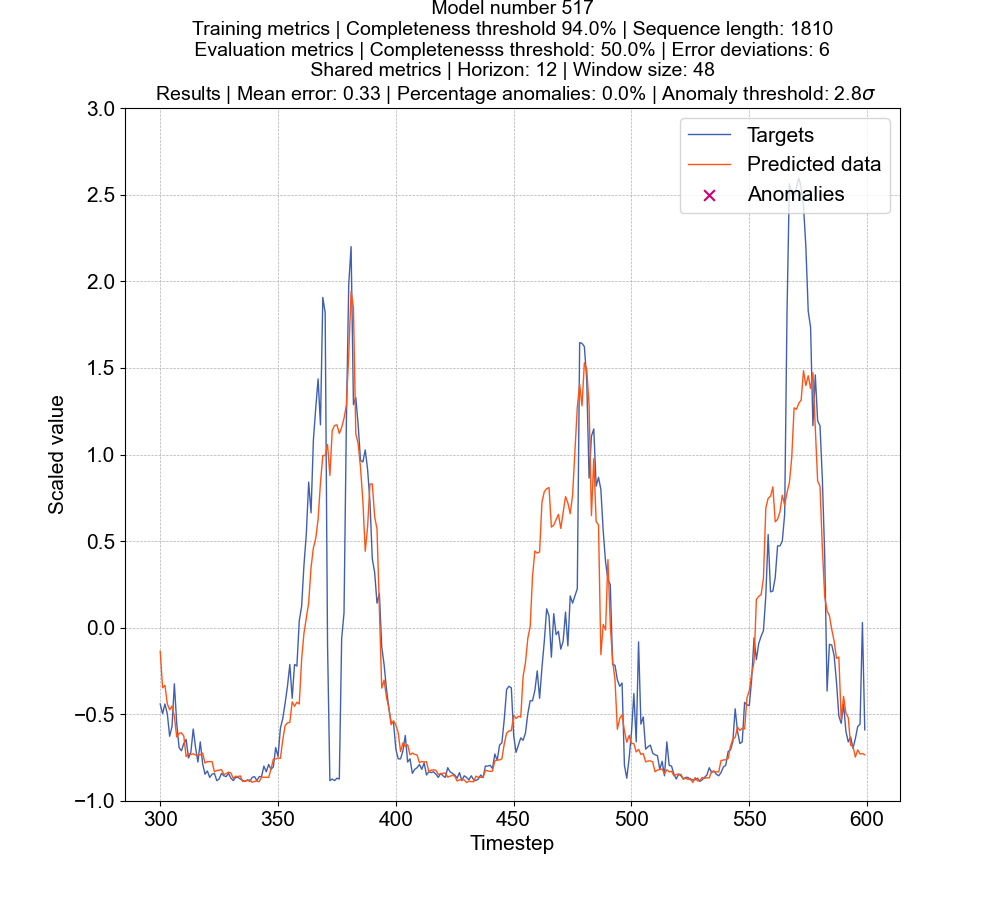 Model number 517
Training metrics | Completeness threshold 94.0% | Sequence length: 1810
Evaluation metrics | Completenesss threshold: 50.0% | Error deviations: 6
Shared metrics | Horizon: 12 | Window size: 48
Results | Mean error: 0.33 | Percentage anomalies: 0.0% | Anomaly threshold: 2.8σ
3.0
2.5
2.0
1.5
1.0
0.5
0.0
−0.5
−1.0
Scaled value
Targets
Predicted data
Anomalies
300
350
400
450
500
550
600
Timestep